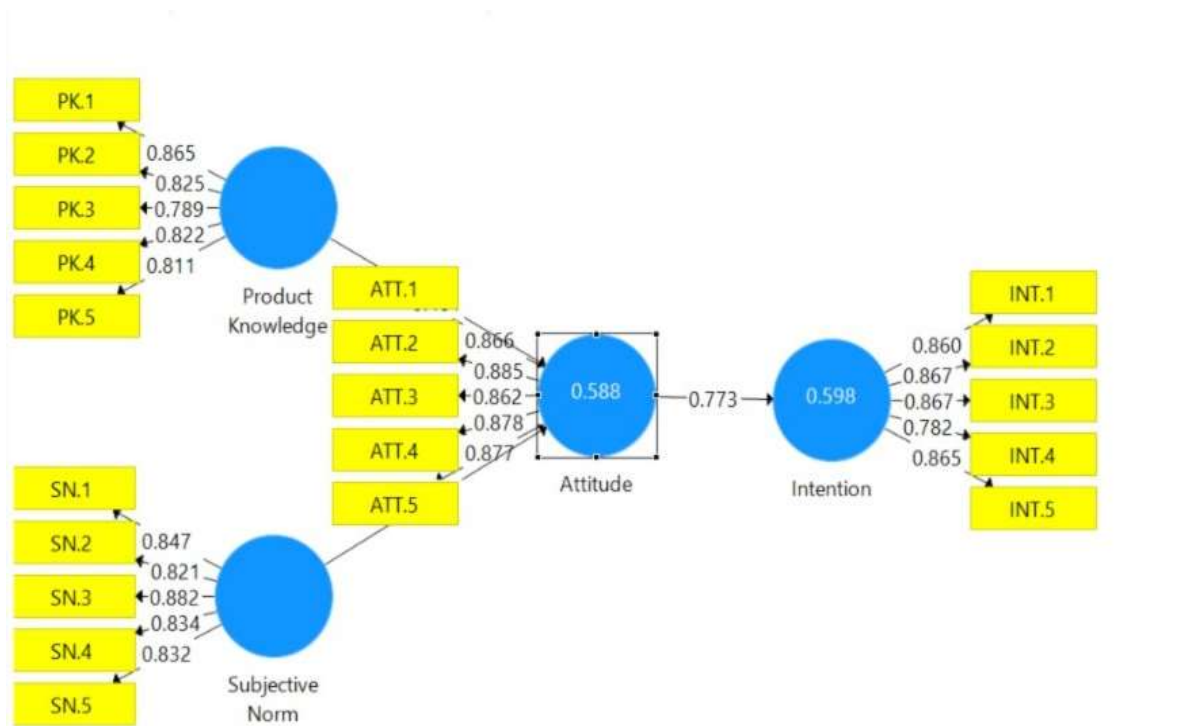 PK.1
PK.2
PK.3
PK.4
PK.5
0.865
0.825
0.789
0.822
0.811
Product
Knowledge
SN.1
SN.2
SN.3
SN.4
SN.5
0.847
0.821
0.882
0.834
0.832
Subjective
Norm
ATT.1
ATT.2
ATT.3
ATT.4
ATT.5
0.866
0.885
0.862
0.878
0.877
0.588
Attitude
0.773
0.598
Intention
0.860
0.867
0.867
0.782
0.865
INT.1
INT.2
INT.3
INT.4
INT.5